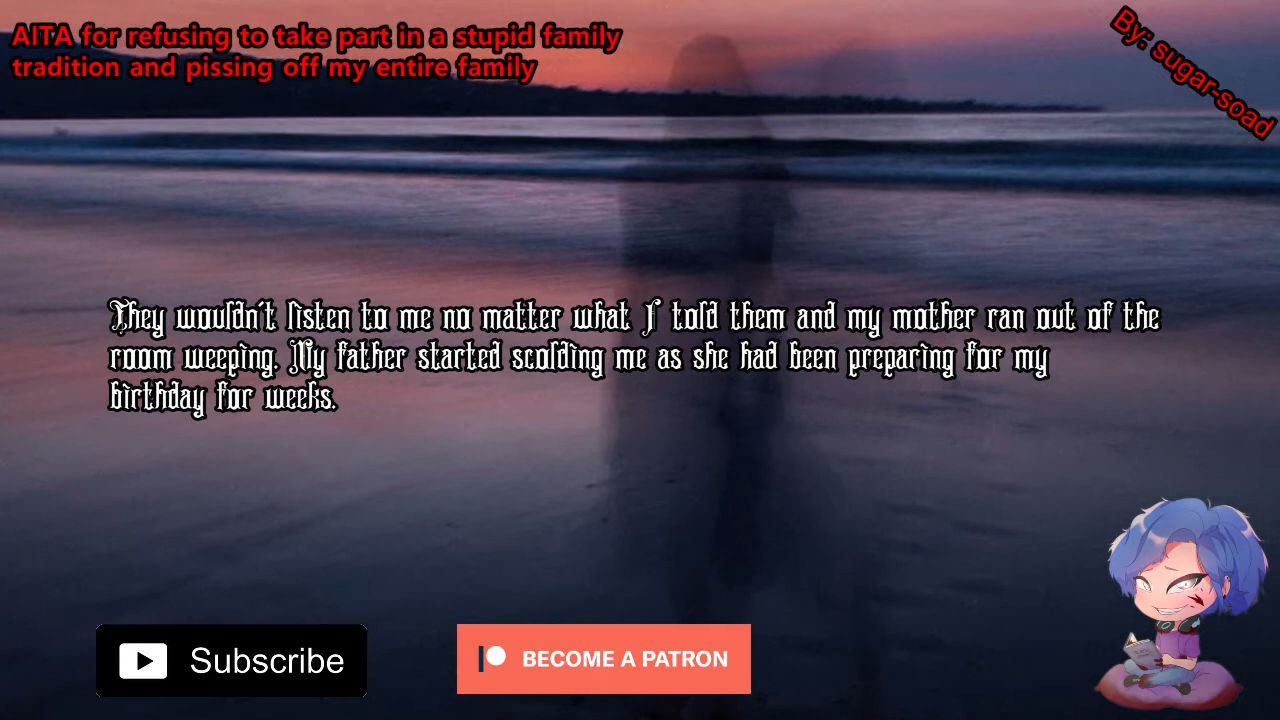 AITA for refusing to take part in a stupid family
tradition and pissing off my entire family
By: sugar-soad
They wouldn't listen to me no matter what I told them and my mother ran out of the
room weeping. My father started scolding me as she had been preparing for my
birthday for weeks.
Subscribe
BECOME A PATRON